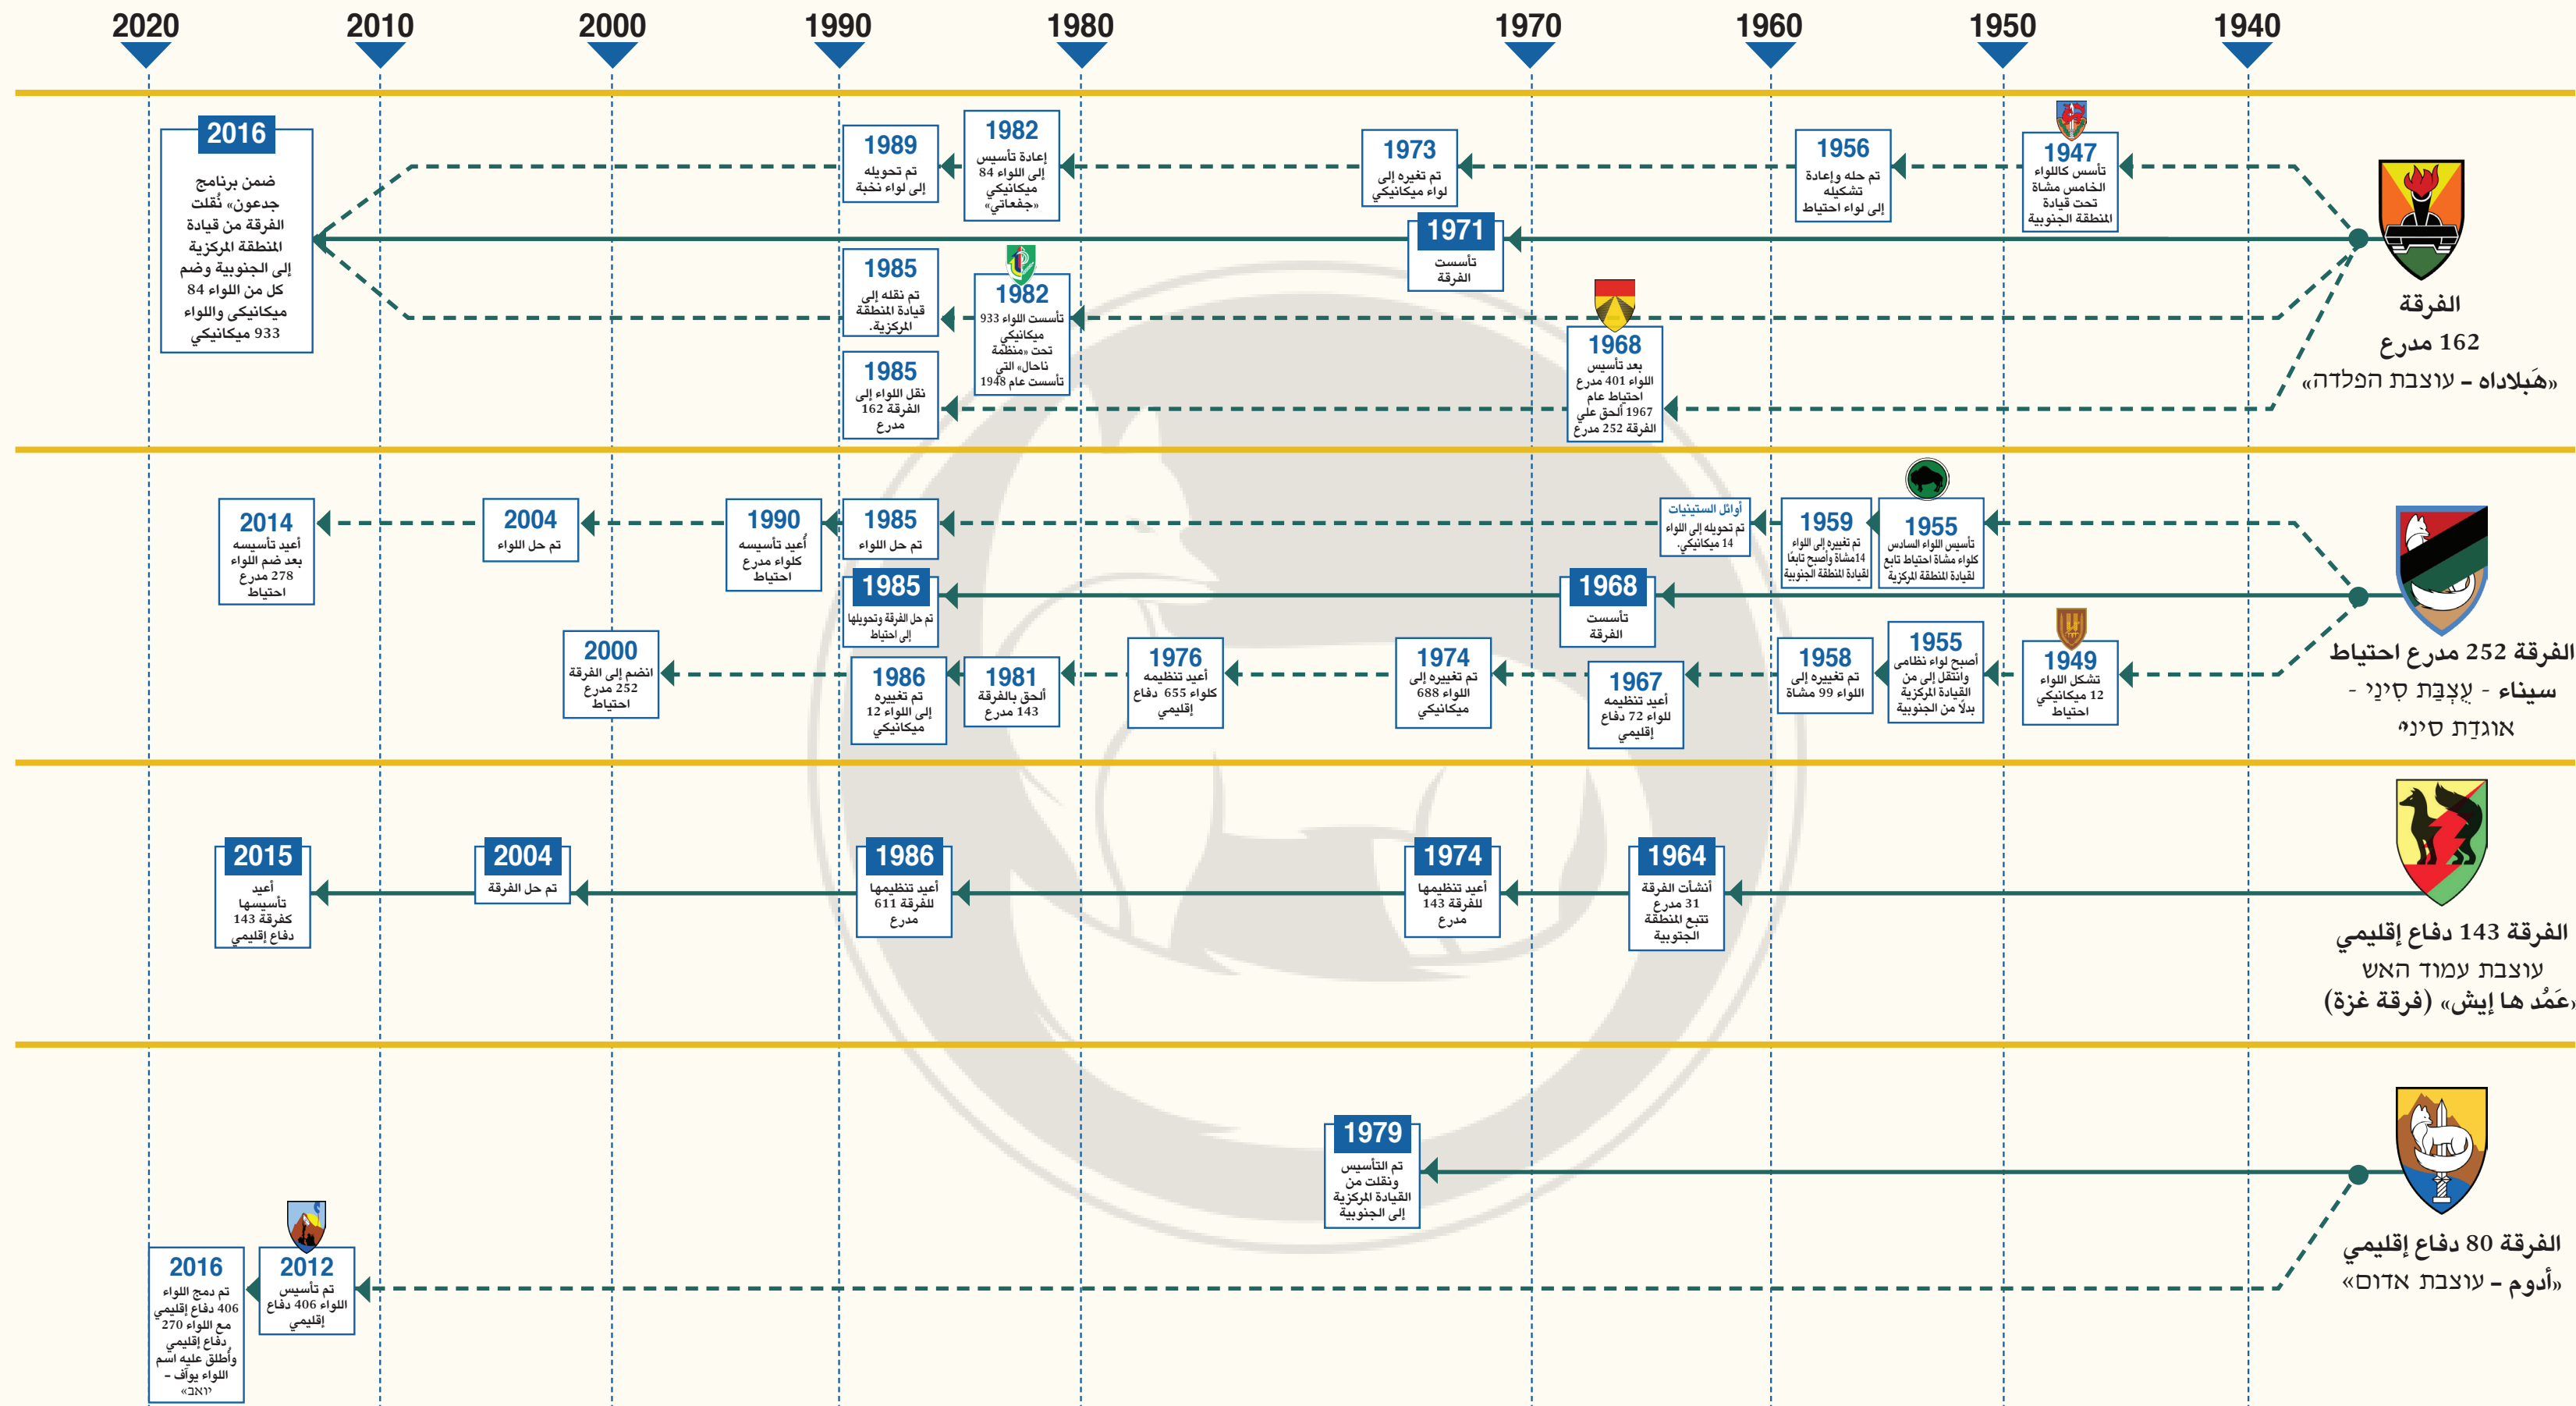 1940
1950
1960
1970
1980
1990
2000
2010
2020
الفرقة
162 مدرع
«هَبلاداه – עוצבת הפלדה»
1947
تأسس كاللواء
الخامس مشاة
تحت قيادة
المنطقة الجنوبية
1956
تم حله وإعادة
تشكيله
إلى لواء احتياط
1973
تم تغيره إلى
لواء ميكانيكي
1982
إعادة تأسيس
إلى اللواء 84
ميكانيكي
«جفعاتي»
1989
تم تحويله
إلى لواء نخبة
1971
تأسست
الفرقة
2016
ضمن برنامج
جدعون» نُقلت
الفرقة من قيادة
المنطقة المركزية
إلى الجنوبية وضم
كل من اللواء 84
ميكانيكى واللواء
933 ميكانيكي
1982
تأسست اللواء 933
ميكانيكي
تحت «منظمة
ناحال» التي
تأسست عام 1948
1985
تم نقله إلى
قيادة المنطقة
المركزية.
1968
بعد تأسيس
اللواء 401 مدرع
احتياط عام
1967 ألحق علي
الفرقة 252 مدرع
1985
نقل اللواء إلى
الفرقة 162
مدرع
الفرقة 252 مدرع احتياط
سيناء - עֻצְבַּת סִינַי -
אוגדַת סיני»
1955
تأسيس اللواء السادس
كلواء مشاة احتياط تابع
لقيادة المنطقة المركزية
1959
تم تغييره إلى اللواء
14مشاة وأصبح تابعًا
لقيادة المنطقة الجنوبية
أوائل الستينيات
تم تحويله إلى اللواء
14 ميكانيكي.
1985
تم حل اللواء
1990
أُعيد تأسيسه
كلواء مدرع
احتياط
2004
تم حل اللواء
2014
أعيد تأسيسه
بعد ضم اللواء
278 مدرع
احتياط
1968
تأسست
الفرقة
1985
تم حل الفرقة وتحويلها
إلى احتياط
1949
تشكل اللواء
12 ميكانيكي
احتياط
1955
أصبح لواء نظامى
وانتقل إلى من
القيادة المركزية
بدلًا من الجنوبية
1958
تم تغييره إلى
اللواء 99 مشاة
1967
أعيد تنظيمه
للواء 72 دفاع
إقليمي
1974
تم تغييره إلى
اللواء 688
ميكانيكي
1976
أعيد تنظيمه
كلواء 655 دفاع
إقليمي
1981
ألحق بالفرقة
143 مدرع
1986
تم تغييره
إلى اللواء 12
ميكانيكي
2000
انضم إلى الفرقة
252 مدرع
احتياط
الفرقة 143 دفاع إقليمي
עוצבת עמוד האש
«عَمُد ها إيش» (فرقة غزة)
1964
أنشأت الفرقة
31 مدرع
تتبع المنطقة
الجتوبية
1974
أعيد تنظيمها
للفرقة 143
مدرع
1986
أعيد تنظيمها
للفرقة 611
مدرع
2004
تم حل الفرقة
2015
أعيد
تأسيسها
كفرقة 143
دفاع إقليمي
الفرقة 80 دفاع إقليمي
«أدوم – עוצבת אדום»
1979
تم التأسيس
ونقلت من
القيادة المركزية
إلى الجنوبية
2012
تم تأسيس
اللواء 406 دفاع
إقليمي
2016
تم دمج اللواء
406 دفاع إقليمي
مع اللواء 270
دفاع إقليمي
وأُطلق عليه اسم
اللواء يوآف –
יואב»